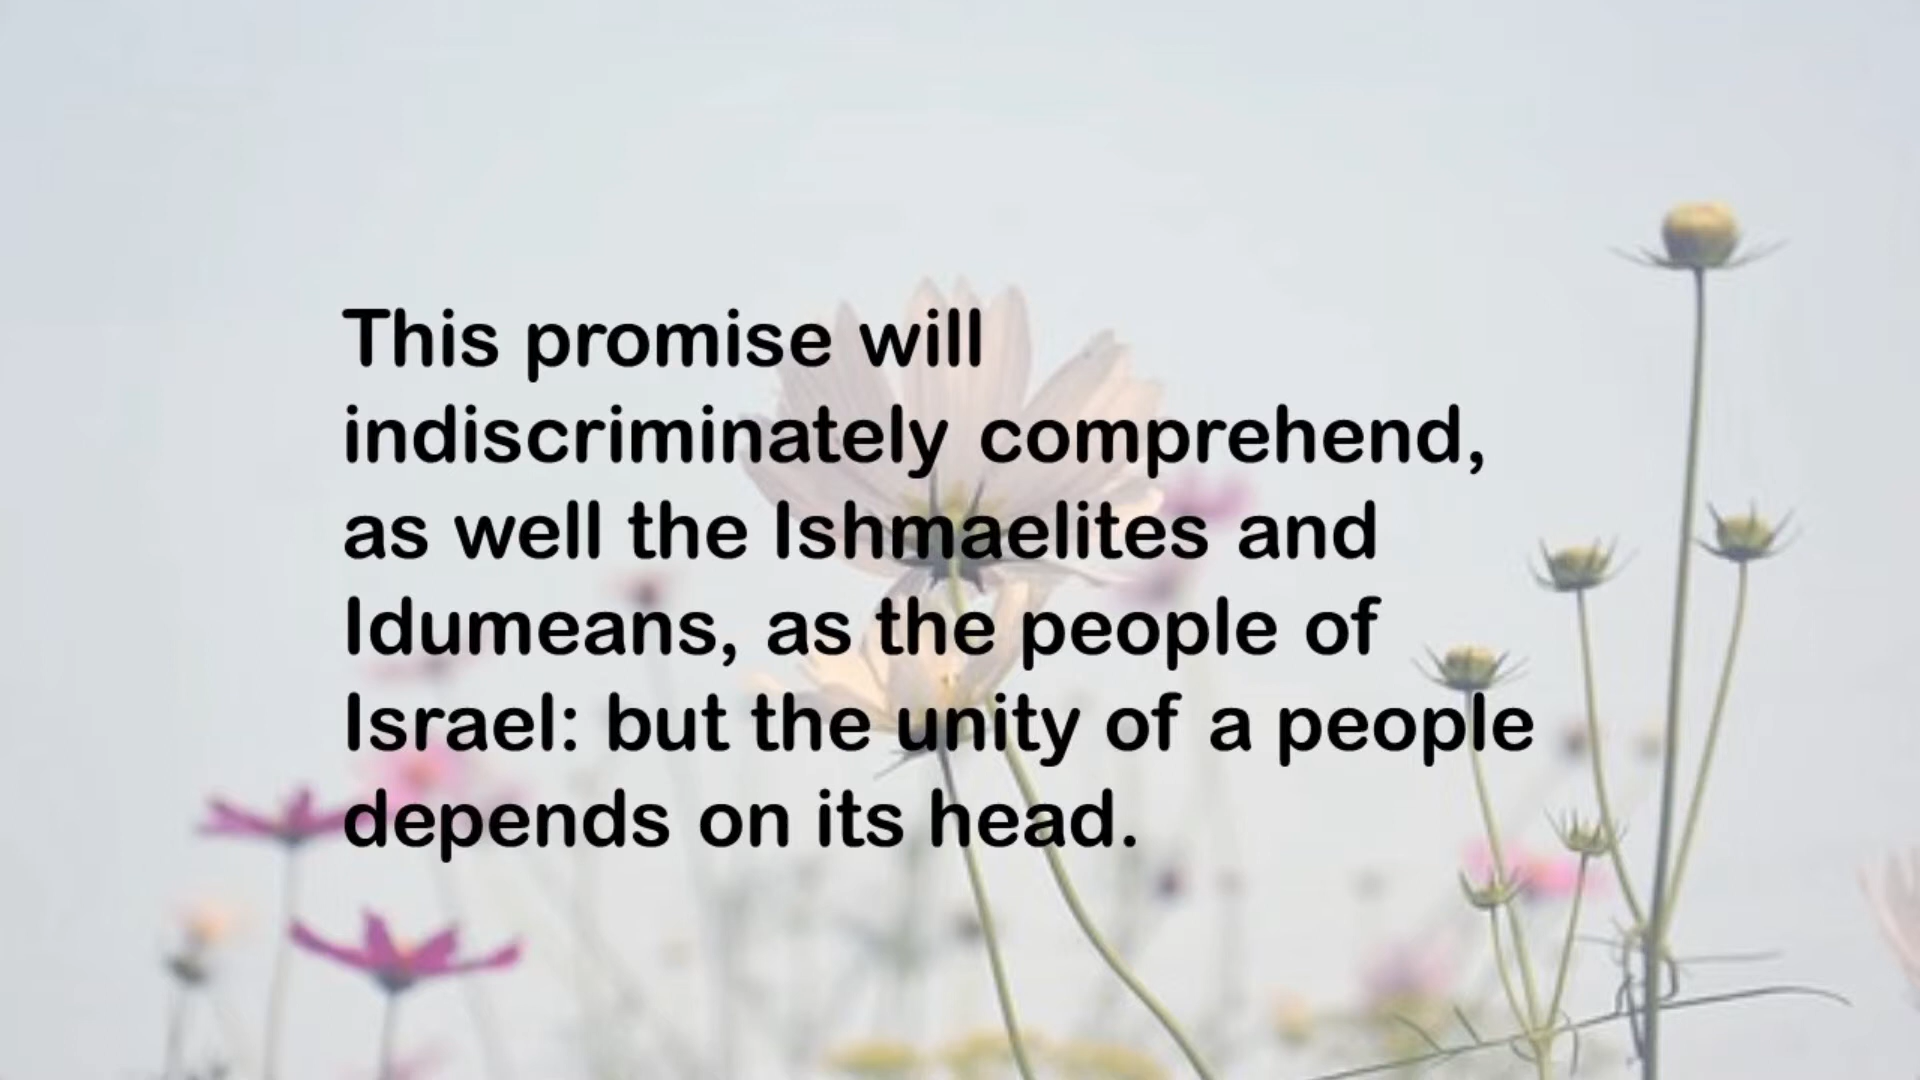 This promise will
indiscriminately comprehend,
as well the Ishmaelites and
Idumeans, as the people of
Israel: but the unity of a people
depends on its head.